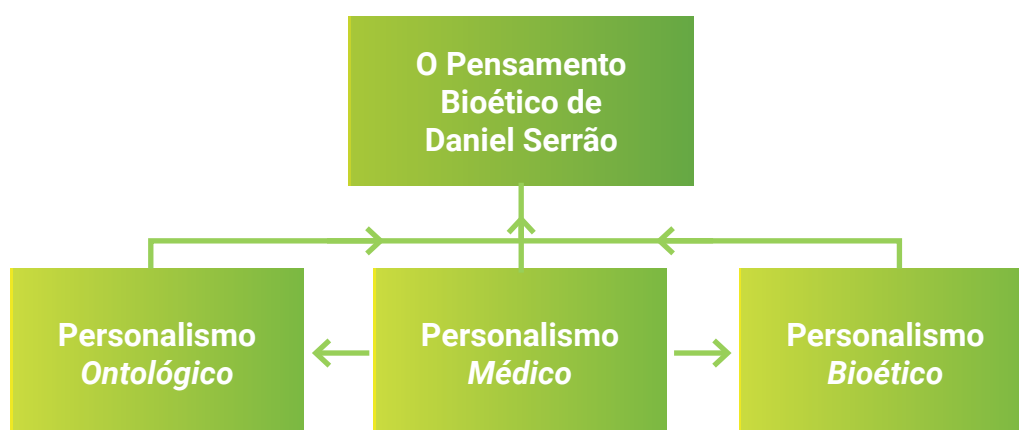 O Pensamento
Bioético de
Daniel Serrão
Personalismo
Ontológico
Personalismo
Médico
Personalismo
Bioético